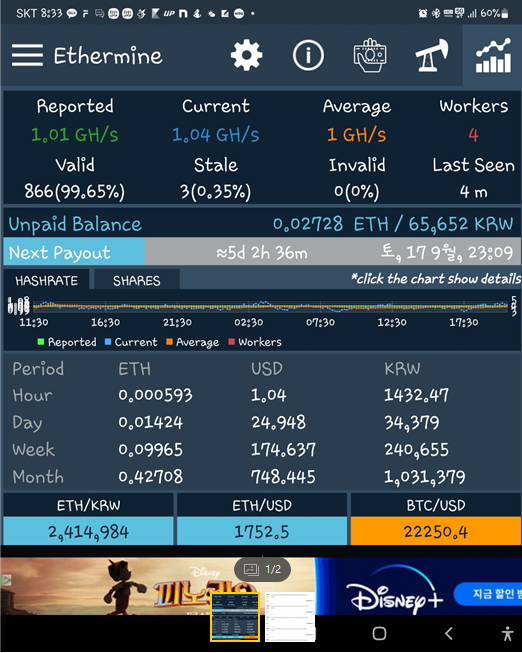 SKT 8:33
60%
Ethermine
Reported Current Average Workers
1.01 GH/s 1.04 GH/s 1 GH/s 4
Valid Stale Invalid Last Seen
866(99.65%) 3(0.35%) 0(0%) 4 m
Unpaid Balance 0.02728 ETH / 65,652 KRW
Next Payout ≈5d 2h 36m 토, 17 9월, 23:09
HASHRATE SHARES *click the chart show details
11:30 16:30 21:30 02:30 07:30 12:30 17:30
Reported Current Average Workers
Period ETH USD KRW
Hour 0.000593 1.04 1432.47
Day 0.01424 24.948 34,379
Week 0.09965 174.637 240,655
Month 0.42708 748.445 1,031,379
ETH/KRW ETH/USD BTC/USD
2,414,984 1752.5 22250.4
1/2
Disney
피노키오
Disney+
지금 할인